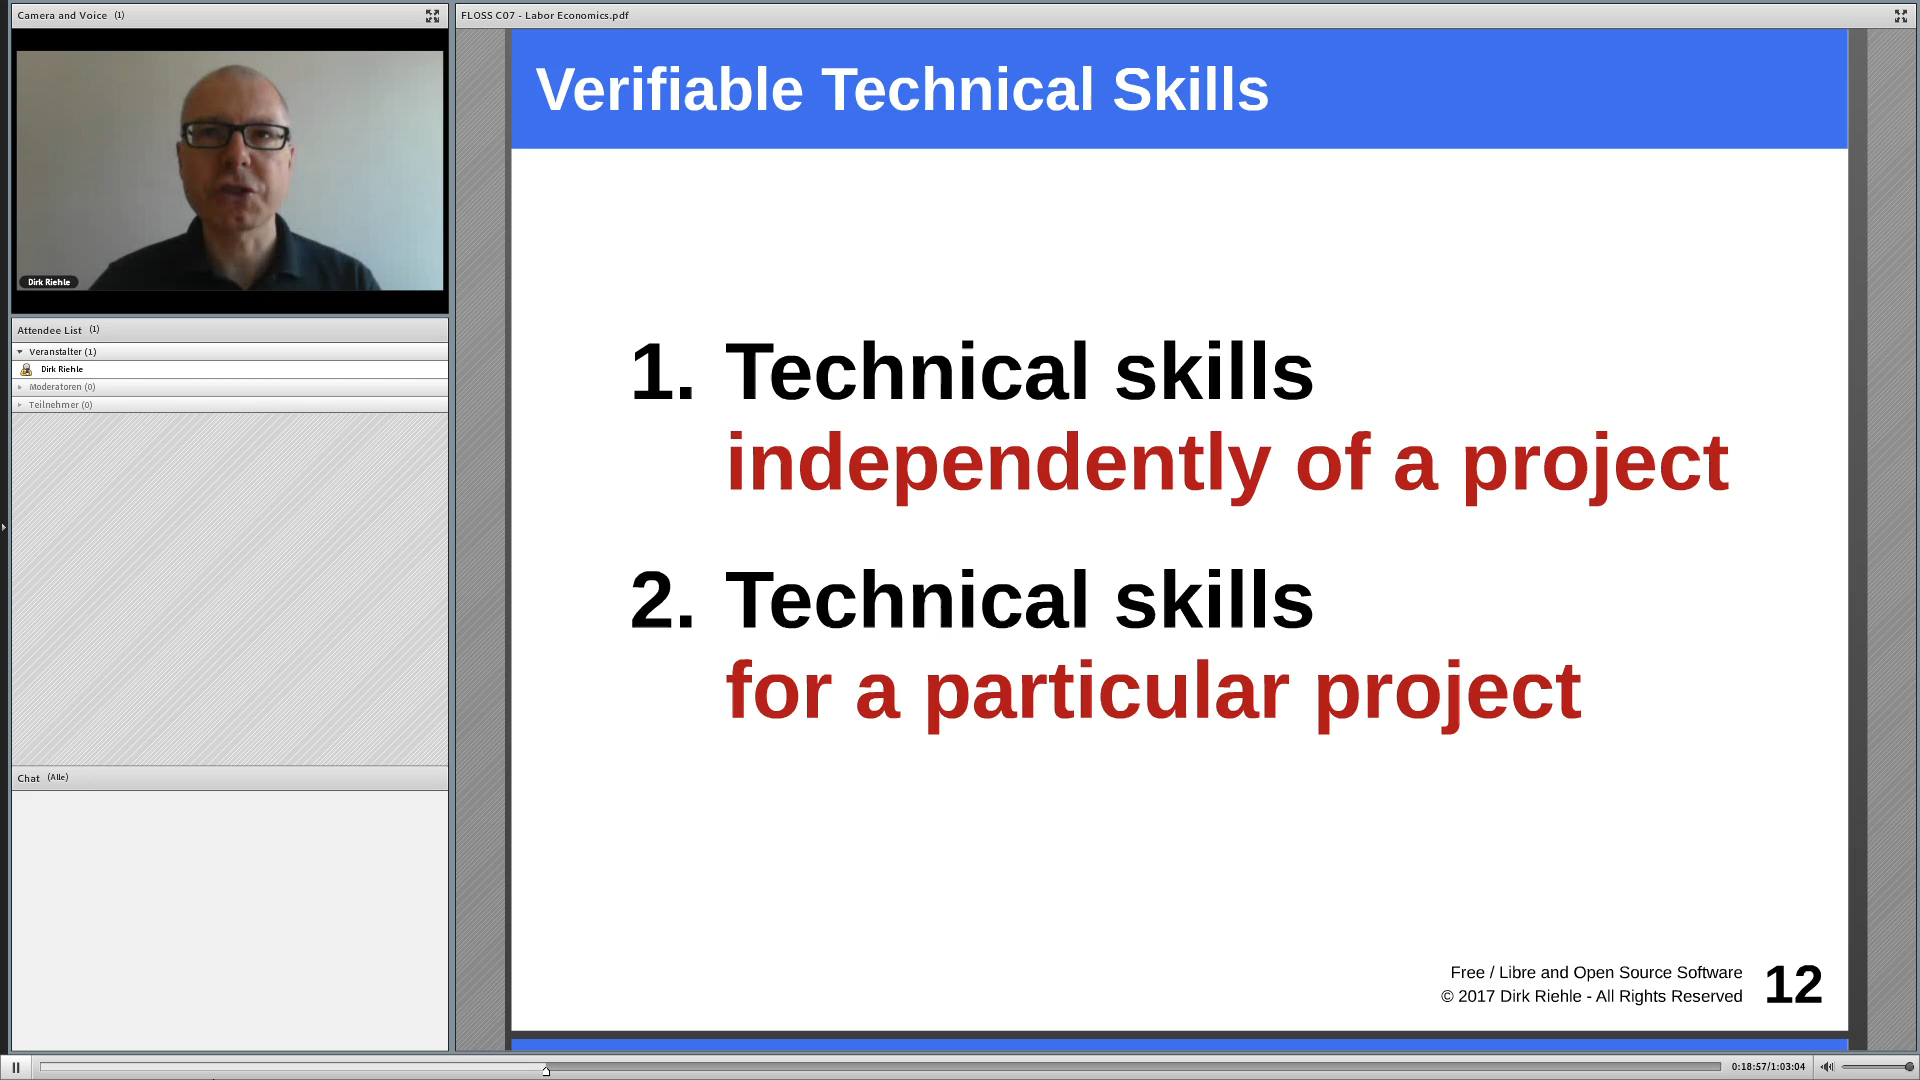 Camera and Voice (1)
Dirk Riehle
Attendee List (1)
Veranstalter (1)
Dirk Riehle
Moderatoren (0)
Teilnehmer (0)
Chat (Alle)
FLOSS C07 - Labor Economics.pdf
Verifiable Technical Skills
1. Technical skills
independently of a project
2. Technical skills
for a particular project
Free / Libre and Open Source Software
© 2017 Dirk Riehle - All Rights Reserved
12
0:18:57/1:03:04